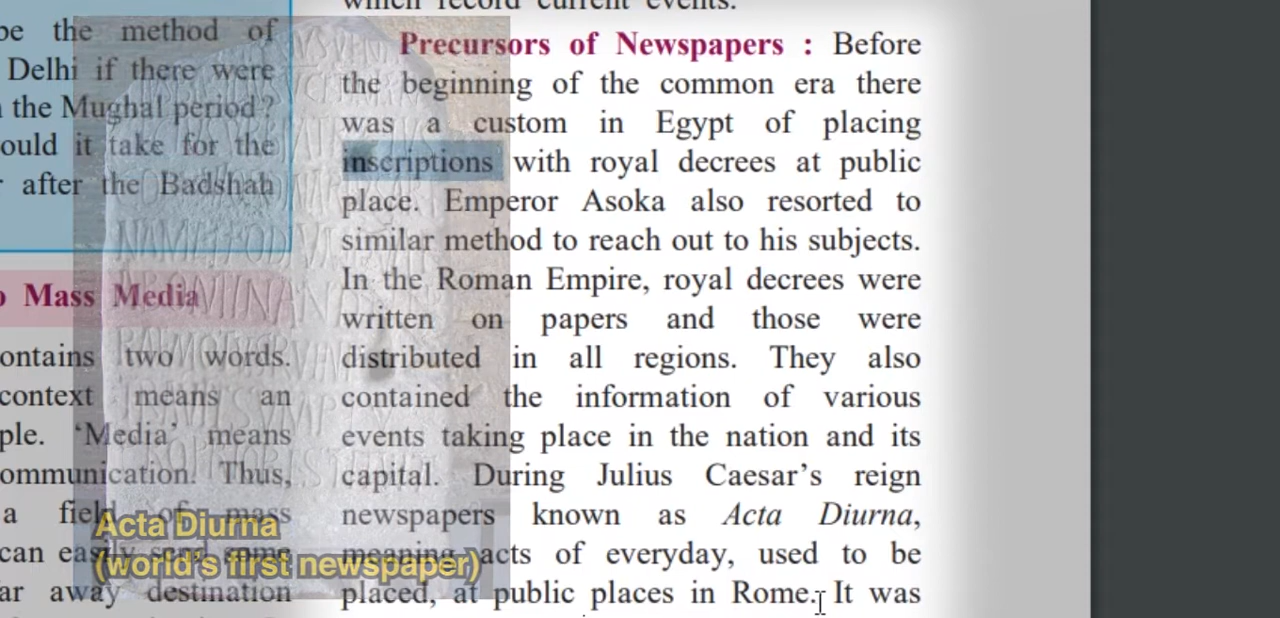 be the method of
Delhi if there were
the Mughal period?
ould it take for the
after the Badshah
Mass Media
ontains two words.
context means an
ple. ‘Media’ means
ommunication. Thus,
a field of mass
can easily send some
ar away destination
which record current events.
Precursors of Newspapers : Before
the beginning of the common era there
was a custom in Egypt of placing
inscriptions with royal decrees at public
place. Emperor Asoka also resorted to
similar method to reach out to his subjects.
In the Roman Empire, royal decrees were
written on papers and those were
distributed in all regions. They also
contained the information of various
events taking place in the nation and its
capital. During Julius Caesar’s reign
newspapers known as Acta Diurna,
meaning acts of everyday, used to be
placed, at public places in Rome. It was
Acta Diurna
(world's first newspaper)